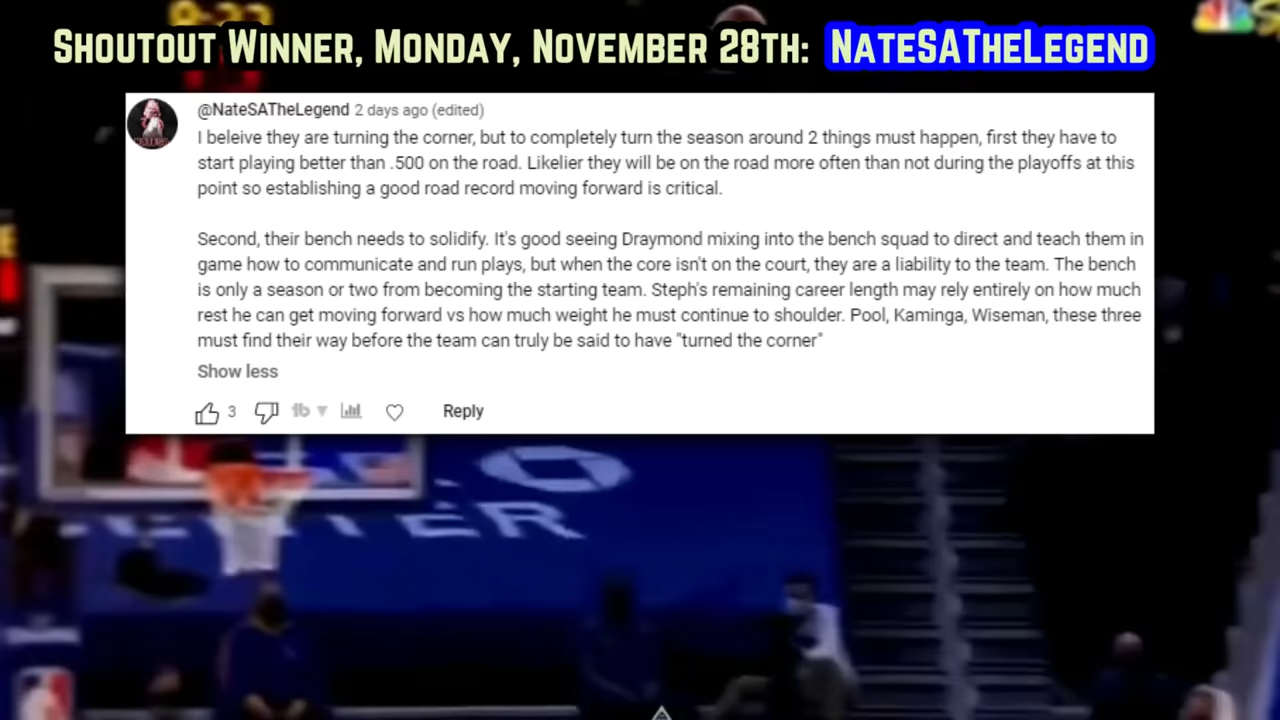 Shoutout Winner, Monday, November 28th: NateSATheLegend
@NateSATheLegend 2 days ago (edited)
I beleive they are turning the corner, but to completely turn the season around 2 things must happen, first they have to
start playing better than .500 on the road. Likelier they will be on the road more often than not during the playoffs at this
point so establishing a good road record moving forward is critical.
Second, their bench needs to solidify. It's good seeing Draymond mixing into the bench squad to direct and teach them in
game how to communicate and run plays, but when the core isn't on the court, they are a liability to the team. The bench
is only a season or two from becoming the starting team. Steph's remaining career length may rely entirely on how much
rest he can get moving forward vs how much weight he must continue to shoulder. Pool, Kaminga, Wiseman, these three
must find their way before the team can truly be said to have "turned the corner"
Show less
3
Reply